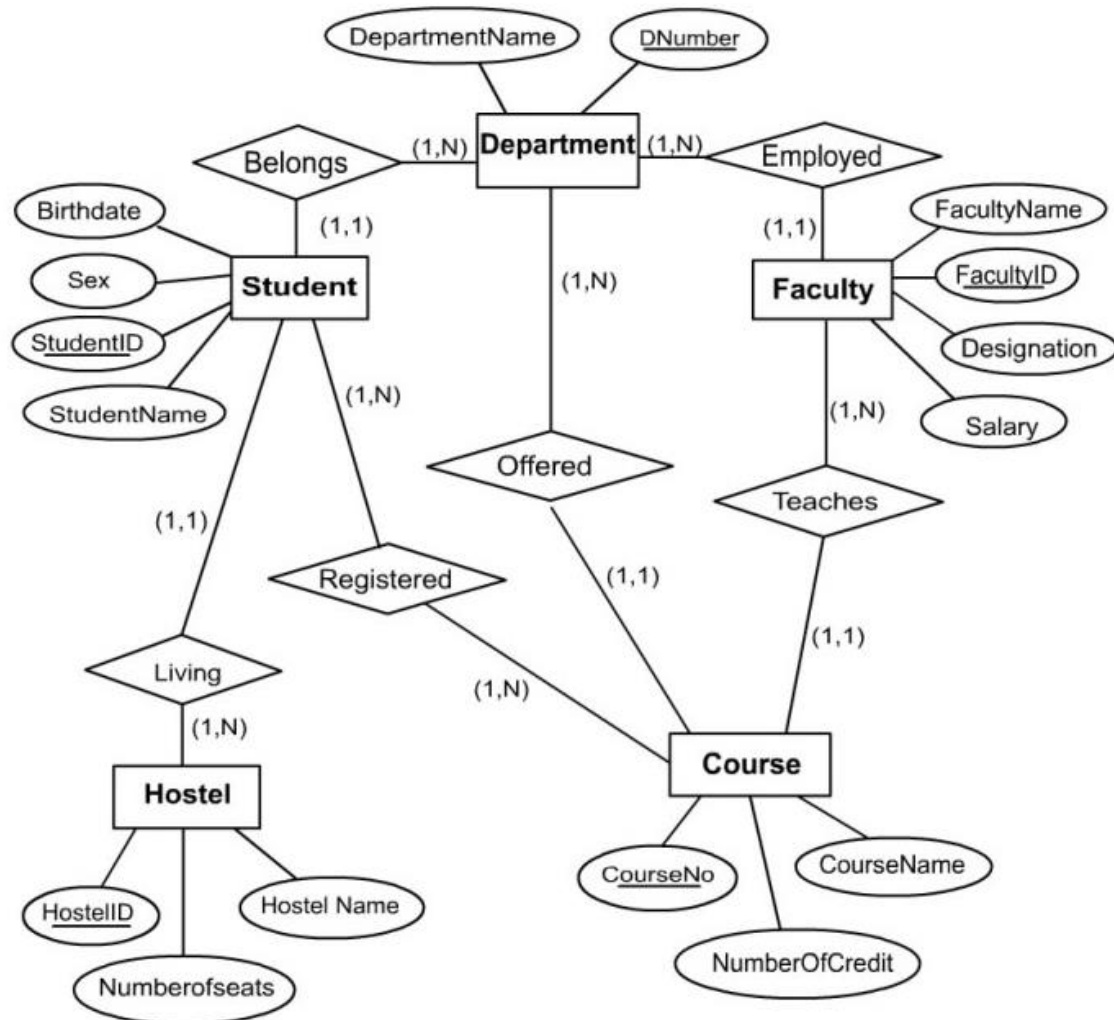 DepartmentName
DNumber
Department
Belongs
(1,N)
(1,N)
Employed
Birthdate
(1,1)
(1,1)
FacultyName
Sex
Student
(1,N)
Faculty
FacultyID
StudentID
Designation
StudentName
(1,N)
(1,N)
Salary
Offered
Teaches
(1,1)
Registered
(1,1)
(1,1)
Living
(1,N)
(1,N)
Hostel
Course
CourseNo
CourseName
HostelID
Hostel Name
NumberOfCredit
Numberofseats